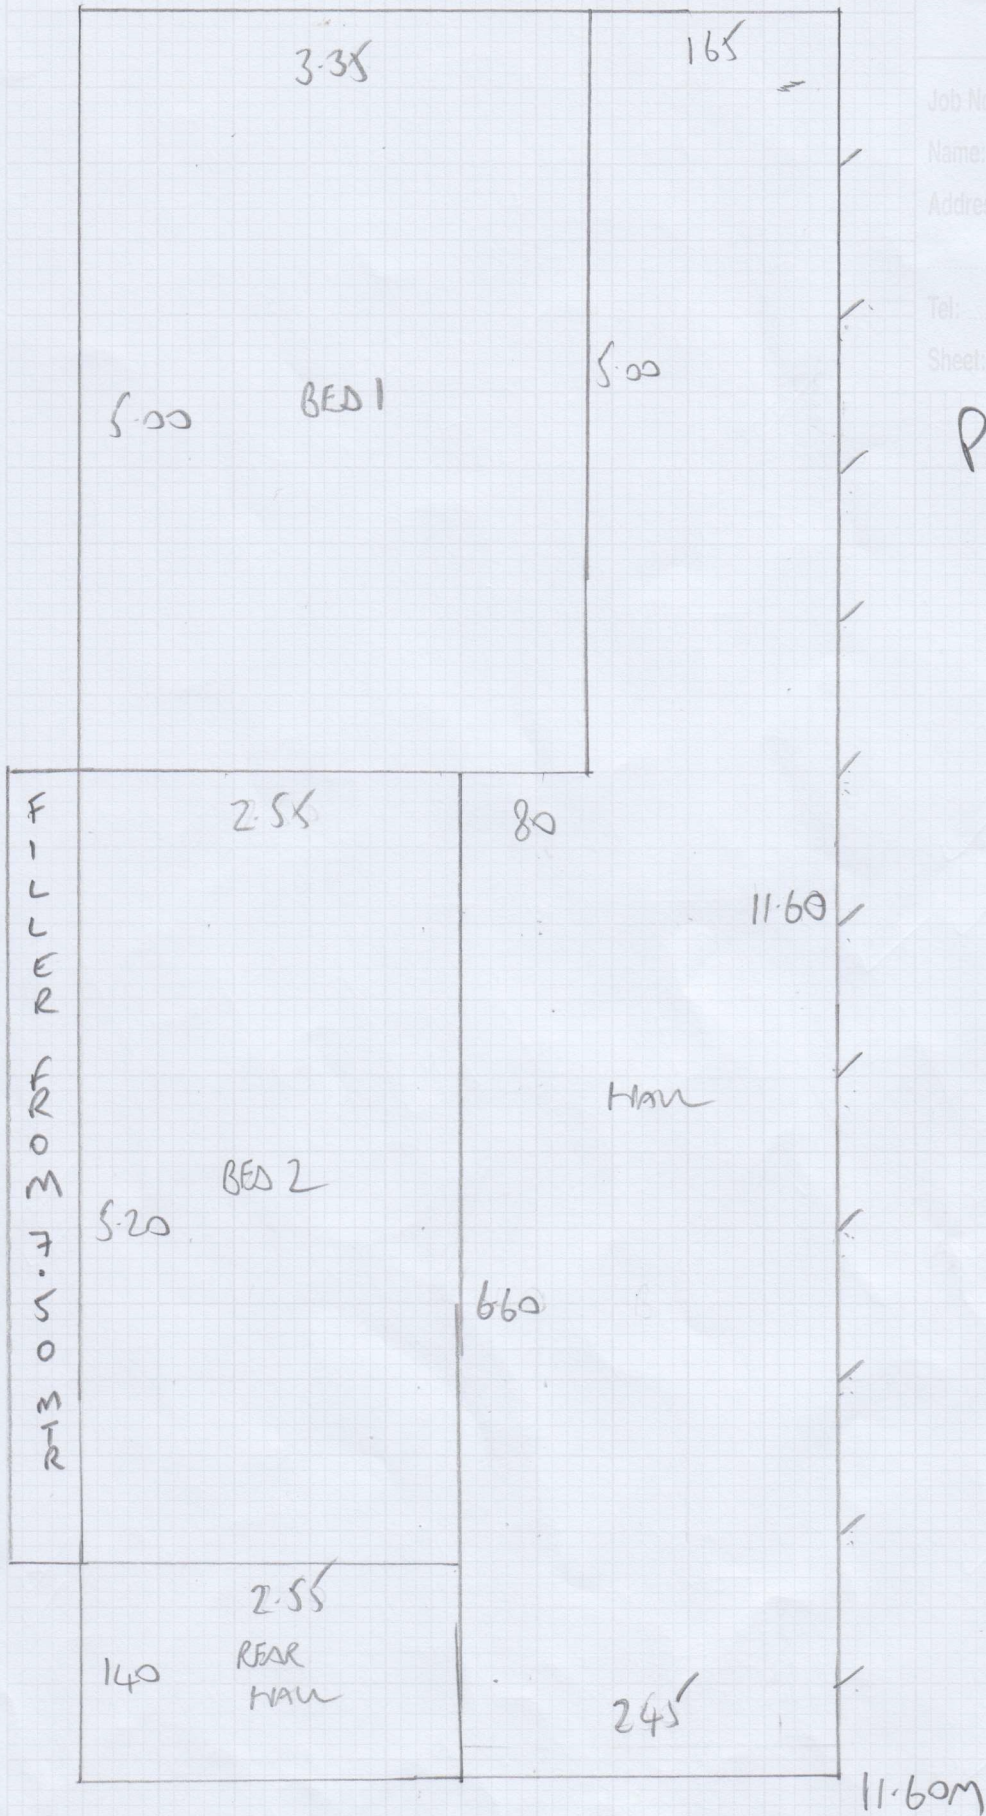 3.35
165
Job No
Name:
Addres
Tel:
Sheet:
P
5.00
BED 1
5.00
2.55
80
11.60
FILLER FROM 7.50 MTR
HALL
BED 2
5.20
660
2.55
140
REAR
HALL
245
11.60M